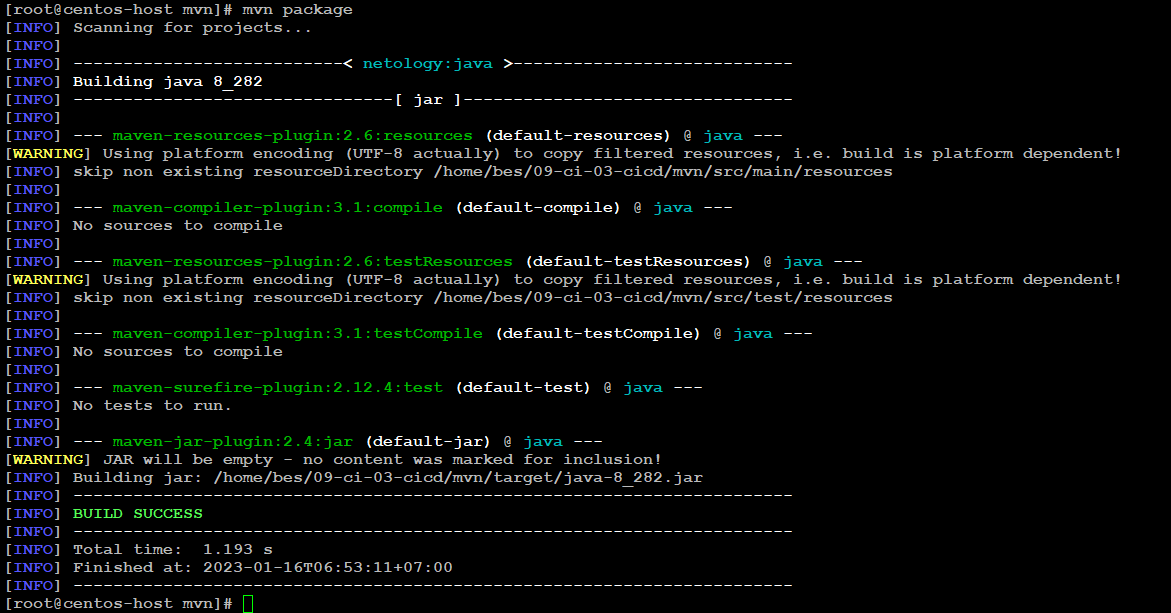 [root@centos-host mvn]# mvn package
[INFO] Scanning for projects...
[INFO]
[INFO] ---------------------------< netology:java >----------------------------
[INFO] Building java 8_282
[INFO] --------------------------------[ jar ]---------------------------------
[INFO]
[INFO] --- maven-resources-plugin:2.6:resources (default-resources) @ java ---
[WARNING] Using platform encoding (UTF-8 actually) to copy filtered resources, i.e. build is platform dependent!
[INFO] skip non existing resourceDirectory /home/bes/09-ci-03-cicd/mvn/src/main/resources
[INFO]
[INFO] --- maven-compiler-plugin:3.1:compile (default-compile) @ java ---
[INFO] No sources to compile
[INFO]
[INFO] --- maven-resources-plugin:2.6:testResources (default-testResources) @ java ---
[WARNING] Using platform encoding (UTF-8 actually) to copy filtered resources, i.e. build is platform dependent!
[INFO] skip non existing resourceDirectory /home/bes/09-ci-03-cicd/mvn/src/test/resources
[INFO]
[INFO] --- maven-compiler-plugin:3.1:testCompile (default-testCompile) @ java ---
[INFO] No sources to compile
[INFO]
[INFO] --- maven-surefire-plugin:2.12.4:test (default-test) @ java ---
[INFO] No tests to run.
[INFO]
[INFO] --- maven-jar-plugin:2.4:jar (default-jar) @ java ---
[WARNING] JAR will be empty - no content was marked for inclusion!
[INFO] Building jar: /home/bes/09-ci-03-cicd/mvn/target/java-8_282.jar
[INFO] ------------------------------------------------------------------------
[INFO] BUILD SUCCESS
[INFO] ------------------------------------------------------------------------
[INFO] Total time:  1.193 s
[INFO] Finished at: 2023-01-16T06:53:11+07:00
[INFO] ------------------------------------------------------------------------
[root@centos-host mvn]#